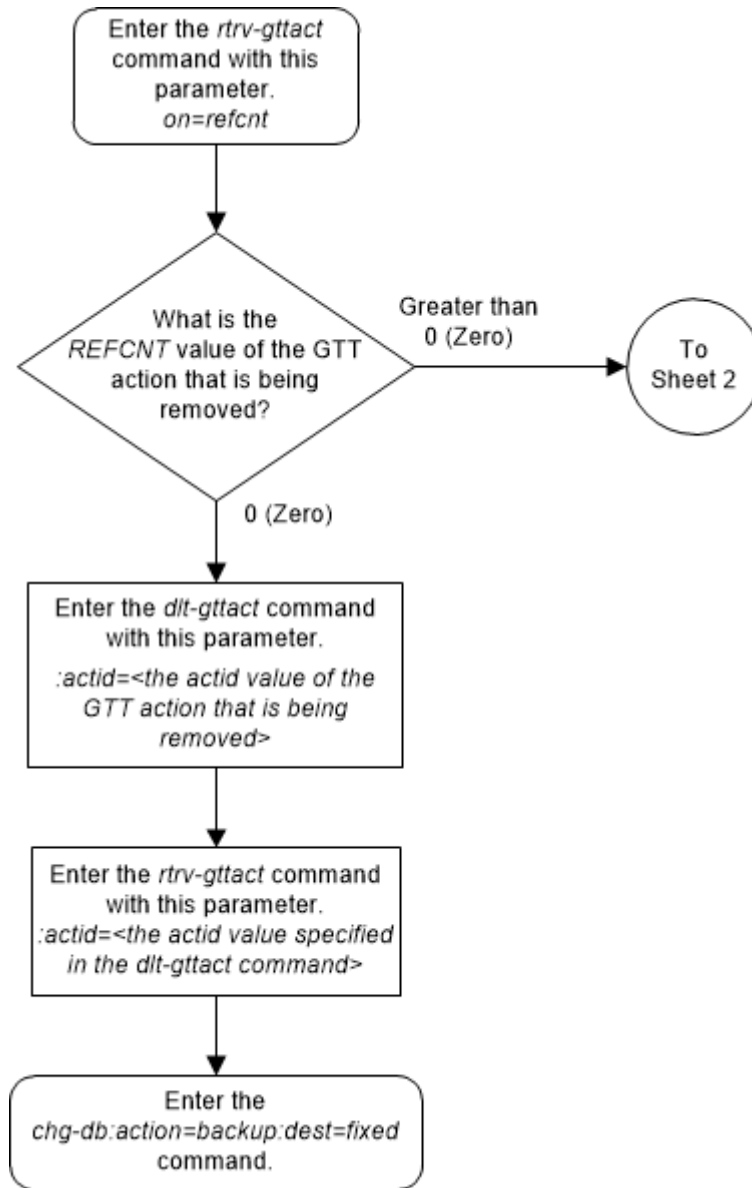 Enter the rtrv-gttact
command with this
parameter.
on=refcnt
What is the
REFCNT value of the GTT
action that is being
removed?
Greater than
0 (Zero)
To
Sheet 2
0 (Zero)
Enter the dlt-gttact command
with this parameter.
:actid=<the actid value of the
GTT action that is being
removed>
Enter the rtrv-gttact command
with this parameter.
:actid=<the actid value specified
in the dlt-gttact command>
Enter the
chg-db:action=backup:dest=fixed
command.